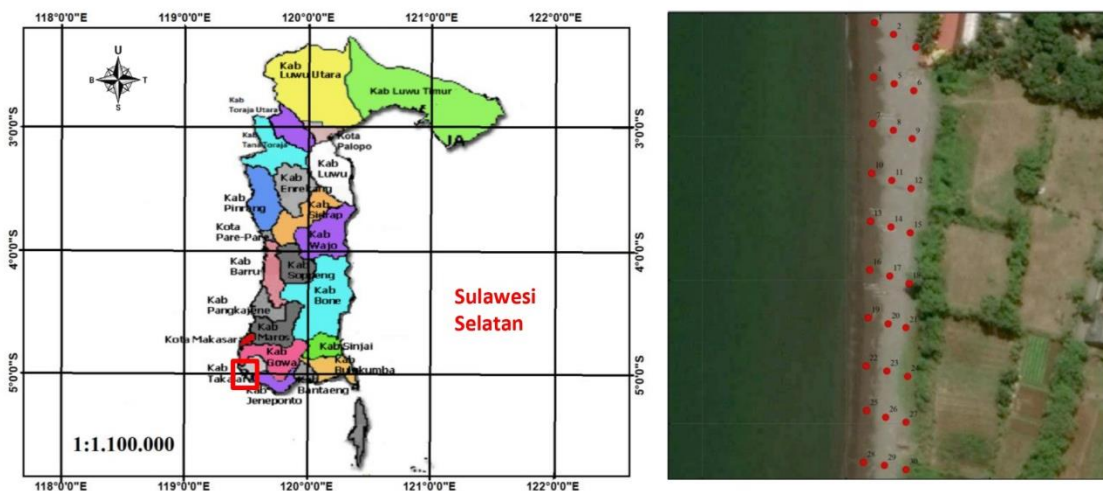 118°0'0"E 119°0'0"E 120°0'0"E 121°0'0"E 122°0'0"E
U
B T
S
Kab
Luwu Utara
Kab Luwu Timur
Kab
Toraja Utara
Kab
Tana Toraja
Kota
Palopo
Kab
Luwu
Kab
Enrekang
Kab
Pinrang
Kab
Sidrap
Kota
Pare-Pare
Kab
Wajo
Kab
Barru
Kab
Soppeng
Kab
Bone
Kab
Pangkajene
Kab
Maros
Kota Makasar
Kab
Gowa
Kab Sinjai
Kab
Bulukumba
Kab
Takalar
Kab
Bantaeng
Kab
Jeneponto
Sulawesi
Selatan
3°0'0"S
4°0'0"S
5°0'0"S
3°0'0"S
4°0'0"S
5°0'0"S
1:1.100.000
118°0'0"E 119°0'0"E 120°0'0"E 121°0'0"E 122°0'0"E
1 2
4 5 6
7 8 9
10 11 12
13 14 15
16 17 18
19 20 21
22 23 24
25 26 27
28 29 30